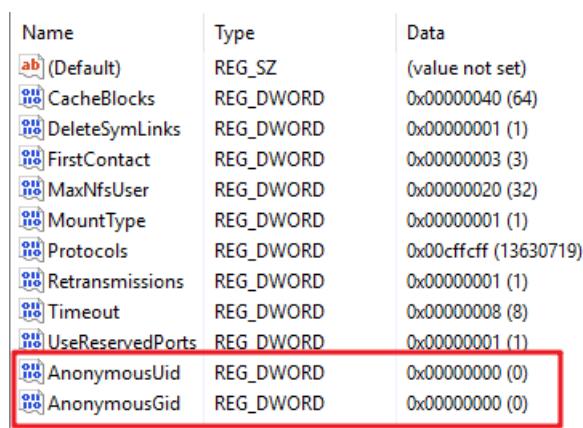 Name Type Data
(Default) REG_SZ (value not set)
CacheBlocks REG_DWORD 0x00000040 (64)
DeleteSymLinks REG_DWORD 0x00000001 (1)
FirstContact REG_DWORD 0x00000003 (3)
MaxNfsUser REG_DWORD 0x00000020 (32)
MountType REG_DWORD 0x00000001 (1)
Protocols REG_DWORD 0x00cffcff (13630719)
Retransmissions REG_DWORD 0x00000001 (1)
Timeout REG_DWORD 0x00000008 (8)
UseReservedPorts REG_DWORD 0x00000001 (1)
AnonymousUid REG_DWORD 0x00000000 (0)
AnonymousGid REG_DWORD 0x00000000 (0)